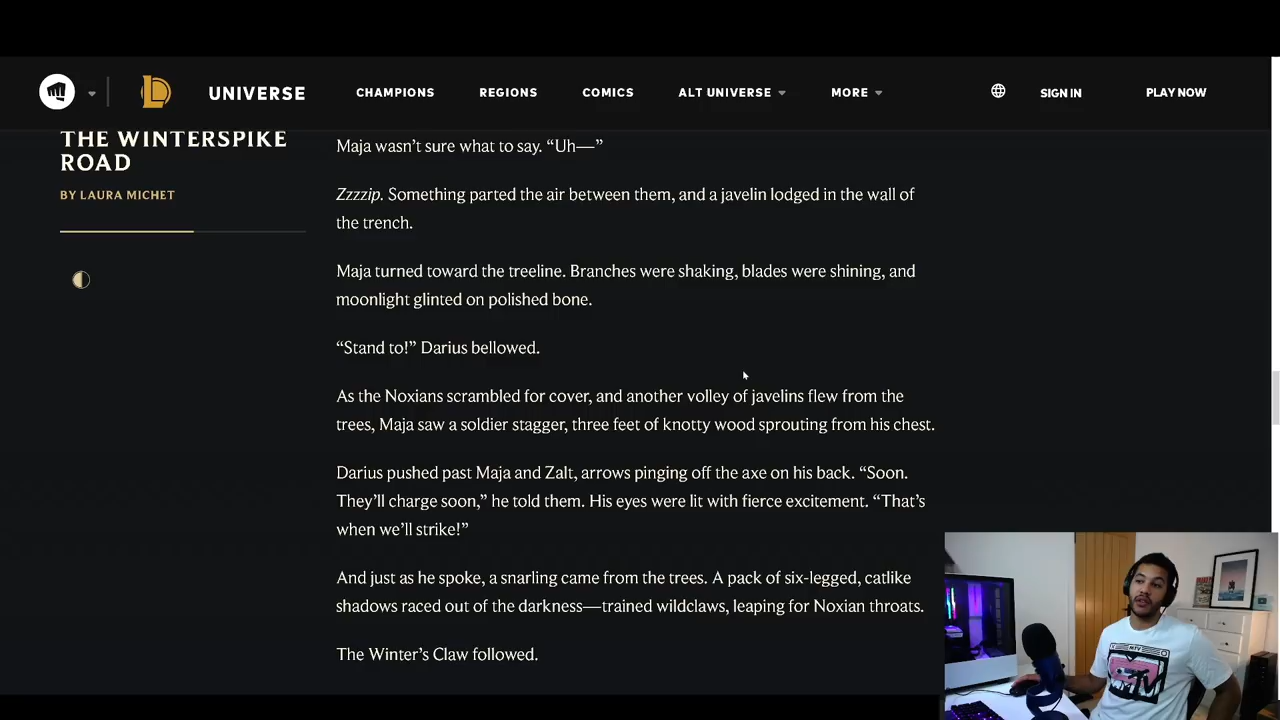 UNIVERSE
CHAMPIONS
REGIONS
COMICS
ALT UNIVERSE
MORE
SIGN IN
PLAY NOW
THE WINTERSPIKE
ROAD
BY LAURA MICHET
Maja wasn’t sure what to say. “Uh—”
Zzzzip. Something parted the air between them, and a javelin lodged in the wall of
the trench.
Maja turned toward the treeline. Branches were shaking, blades were shining, and
moonlight glinted on polished bone.
“Stand to!” Darius bellowed.
As the Noxians scrambled for cover, and another volley of javelins flew from the
trees, Maja saw a soldier stagger, three feet of knotty wood sprouting from his chest.
Darius pushed past Maja and Zalt, arrows pinging off the axe on his back. “Soon.
They’ll charge soon,” he told them. His eyes were lit with fierce excitement. “That’s
when we’ll strike!”
And just as he spoke, a snarling came from the trees. A pack of six-legged, catlike
shadows raced out of the darkness—trained wildclaws, leaping for Noxian throats.
The Winter’s Claw followed.
MTV